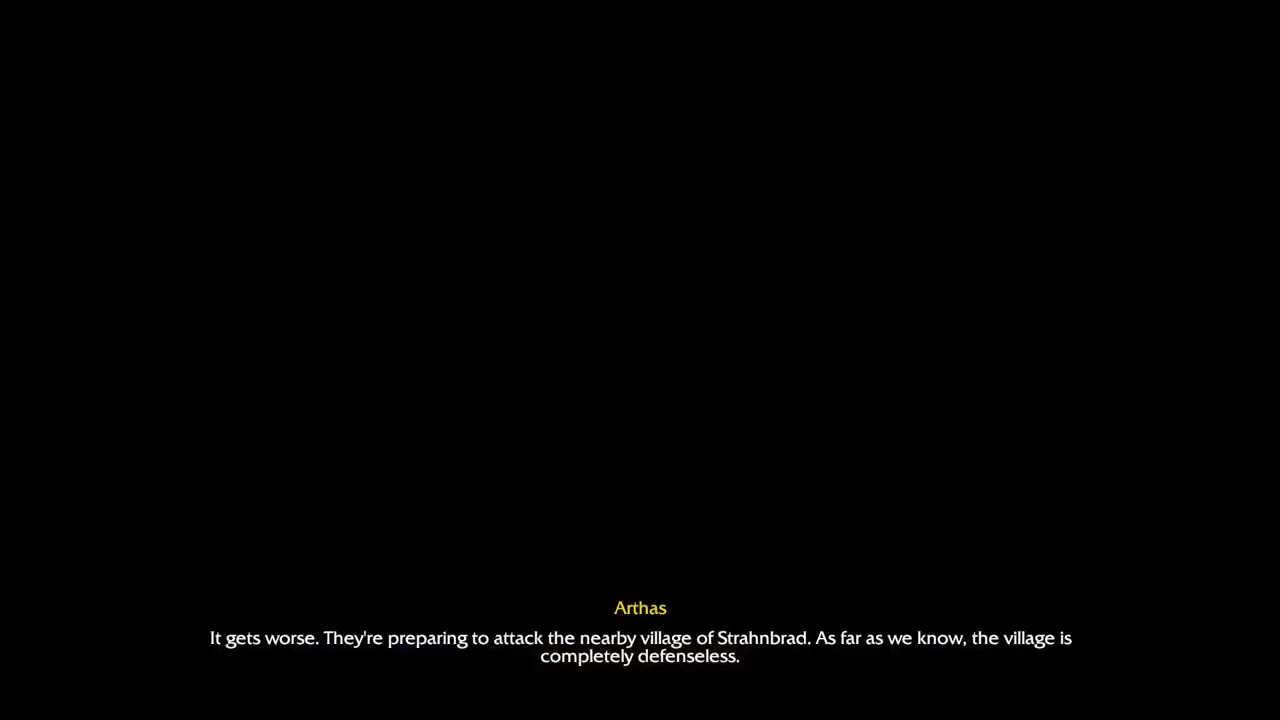 Arthas
It gets worse. They're preparing to attack the nearby village of Strahnbrad. As far as we know, the village is
completely defenseless.